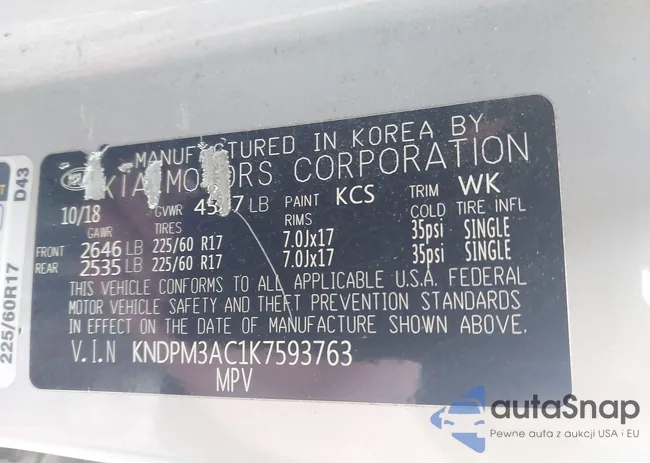 MANUFACTURED IN KOREA BY
KIA MOTORS CORPORATION
10/18 GVWR LB PAINT KCS TRIM WK
GAWR TIRES RIMS COLD TIRE INFL
FRONT 2646 LB 225/60 R17 7.0Jx17 35psi SINGLE
REAR 2535 LB 225/60 R17 7.0Jx17 35psi SINGLE
THIS VEHICLE CONFORMS TO ALL APPLICABLE U.S.A. FEDERAL
MOTOR VEHICLE SAFETY AND THEFT PREVENTION STANDARDS
IN EFFECT ON THE DATE OF MANUFACTURE SHOWN ABOVE.
V.I.N KNDPM3AC1K7593763
MPV
225/60R17
D43
autaSnap
Pewne auta z aukcji USA i EU